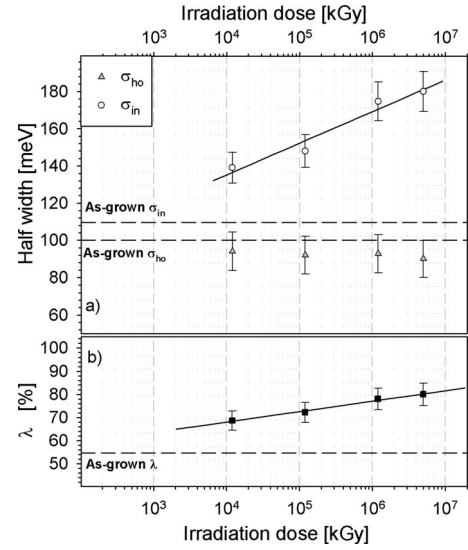 Irradiation dose [kGy]
10³ 10⁴ 10⁵ 10⁶ 10⁷
σho
σin
180
160
140
120
100
80
60
Half width [meV]
As-grown σin
As-grown σho
a)
b)
90
80
70
60
50
λ [%]
As-grown λ
10³ 10⁴ 10⁵ 10⁶ 10⁷
Irradiation dose [kGy]